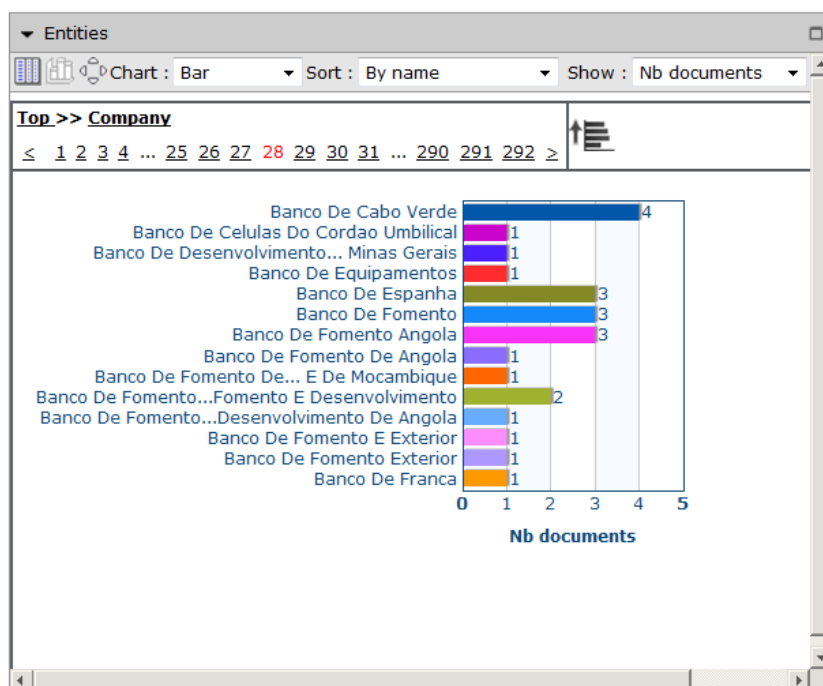 Entities
Chart : Bar Sort : By name Show : Nb documents
Top >> Company
< 1 2 3 4 ... 25 26 27 28 29 30 31 ... 290 291 292 >
Banco De Cabo Verde 4
Banco De Celulas Do Cordao Umbilical 1
Banco De Desenvolvimento... Minas Gerais 1
Banco De Equipamentos 1
Banco De Espanha 3
Banco De Fomento 3
Banco De Fomento Angola 3
Banco De Fomento De Angola 1
Banco De Fomento De... E De Mocambique 1
Banco De Fomento...Fomento E Desenvolvimento 2
Banco De Fomento...Desenvolvimento De Angola 1
Banco De Fomento E Exterior 1
Banco De Fomento Exterior 1
Banco De Franca 1
0 1 2 3 4 5
Nb documents